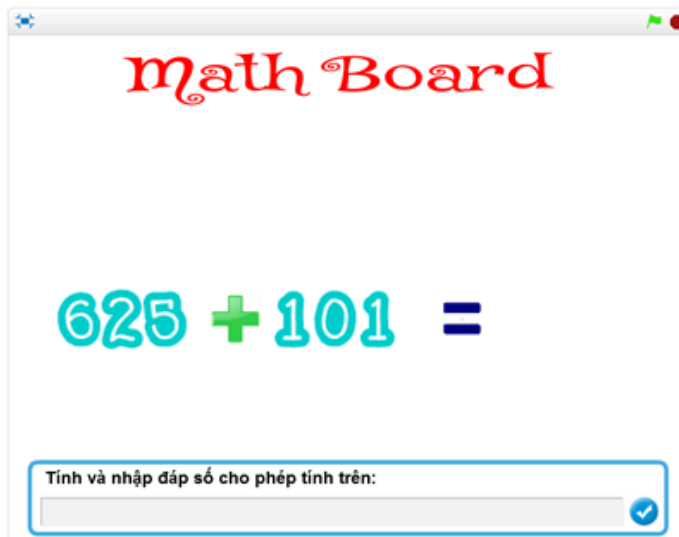 Math Board
625 + 101 =
Tính và nhập đáp số cho phép tính trên: